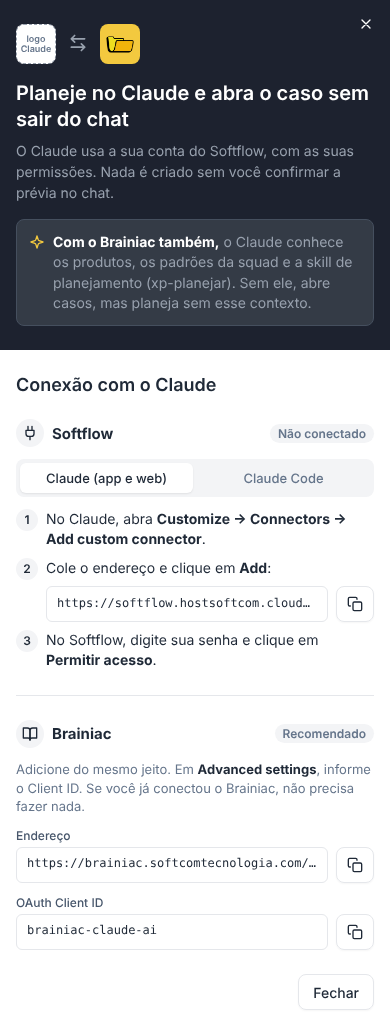 logo
Claude
Planeje no Claude e abra o caso sem
sair do chat
O Claude usa a sua conta do Softflow, com as suas
permissões. Nada é criado sem você confirmar a
prévia no chat.
Com o Brainiac também, o Claude conhece
os produtos, os padrões da squad e a skill de
planejamento (xp-planejar). Sem ele, abre
casos, mas planeja sem esse contexto.
Conexão com o Claude
Softflow
Não conectado
Claude (app e web)
Claude Code
1 No Claude, abra Customize → Connectors →
Add custom connector.
2 Cole o endereço e clique em Add:
https://softflow.hostsoftcom.cloud…
3 No Softflow, digite sua senha e clique em
Permitir acesso.
Brainiac
Recomendado
Adicione do mesmo jeito. Em Advanced settings, informe
o Client ID. Se você já conectou o Brainiac, não precisa
fazer nada.
Endereço
https://brainiac.softcomtecnologia.com/…
OAuth Client ID
brainiac-claude-ai
Fechar